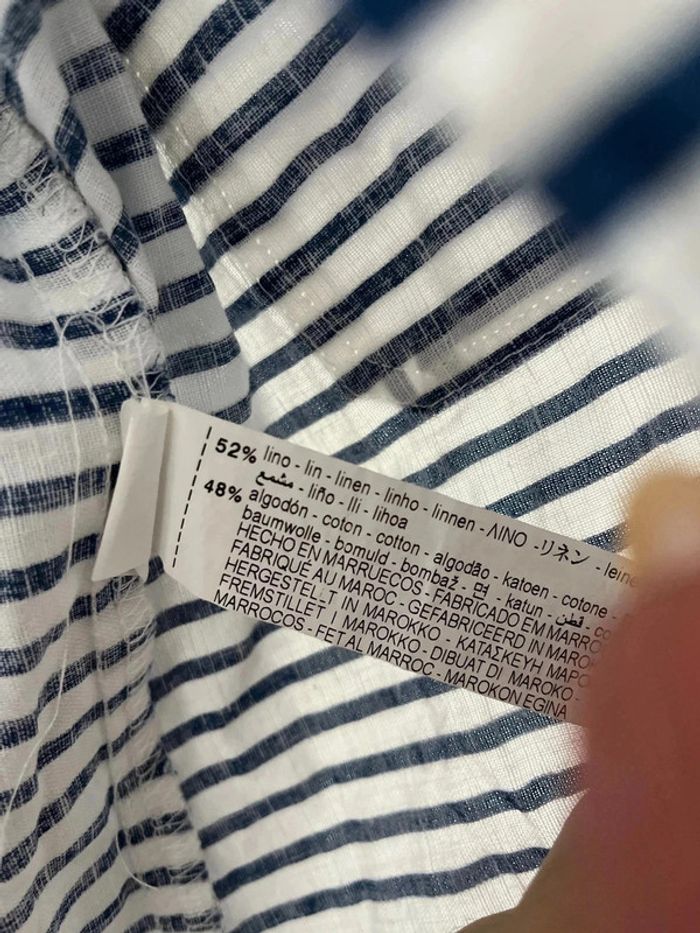 52% lino - lin - linen - linho - linnen - ΛΙΝΟ - リネン - leine
مشمع - liño - lli - lihoa
48% algodón - coton - cotton - algodão - katoen - cotone -
baumwolle - bomuld - bombaž - 면 - katun - قطن - co
HECHO EN MARRUECOS - FABRICADO EM MARRO
FABRIQUÉ AU MAROC - GEFABRICEERD IN MAROK
HERGESTELLT IN MAROKKO - ΚΑΤΑΣΚΕΥΗ ΜΑΡΟ
FREMSTILLET I MAROKKO - DIBUAT DI MAROKO -
MARROCOS - FET AL MARROC - MAROKON EGINA